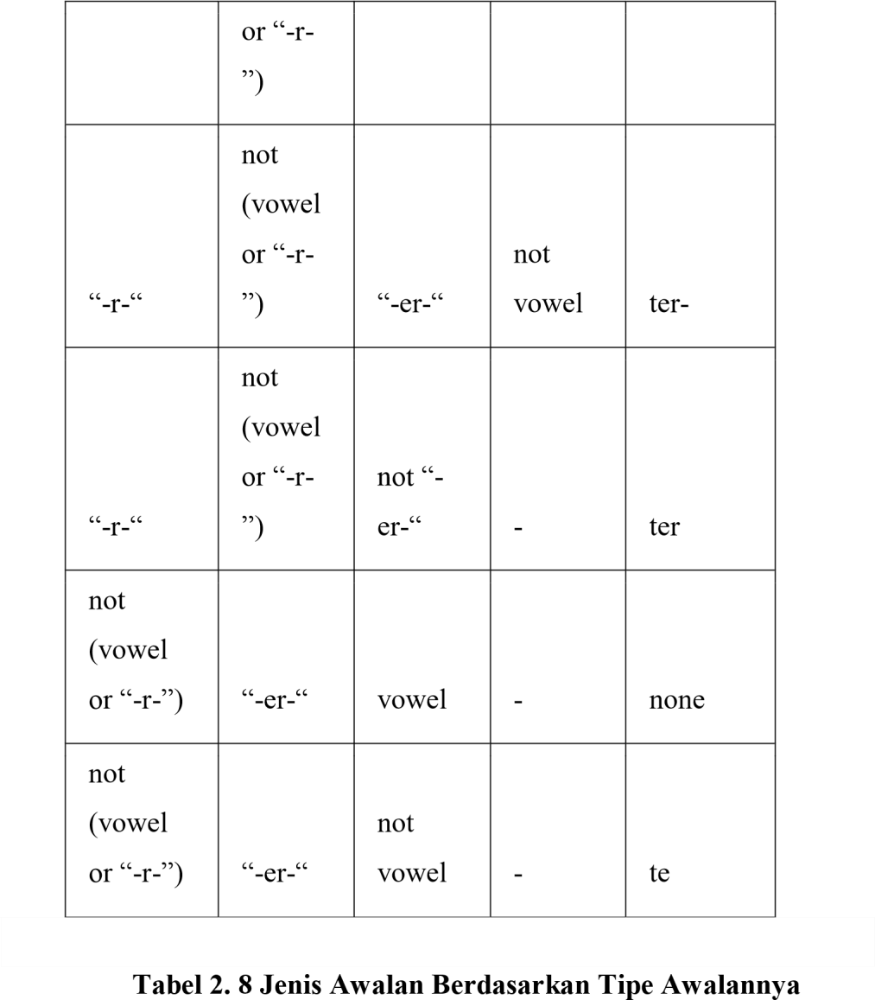 or “-r-
”)
not
(vowel
or “-r-
not
“-r-“
”)
“-er-“
vowel
ter-
not
(vowel
or “-r-
not “-
“-r-“
”)
er-“
-
ter
not
(vowel
or “-r-”)
“-er-“
vowel
-
none
not
(vowel
not
or “-r-”)
“-er-“
vowel
-
te
Tabel 2. 8 Jenis Awalan Berdasarkan Tipe Awalannya